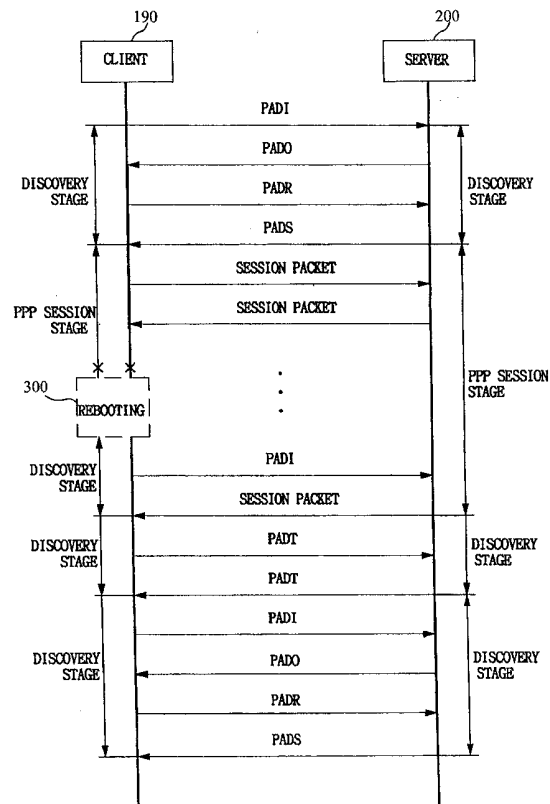 190
200
CLIENT
SERVER
PADI
PADO
DISCOVERY
STAGE
DISCOVERY
STAGE
PADR
PADS
SESSION PACKET
PPP SESSION
STAGE
SESSION PACKET
PPP SESSION
STAGE
300
REBOOTING
PADI
DISCOVERY
STAGE
SESSION PACKET
PADT
DISCOVERY
STAGE
DISCOVERY
STAGE
PADT
PADI
PADO
DISCOVERY
STAGE
DISCOVERY
STAGE
PADR
PADS